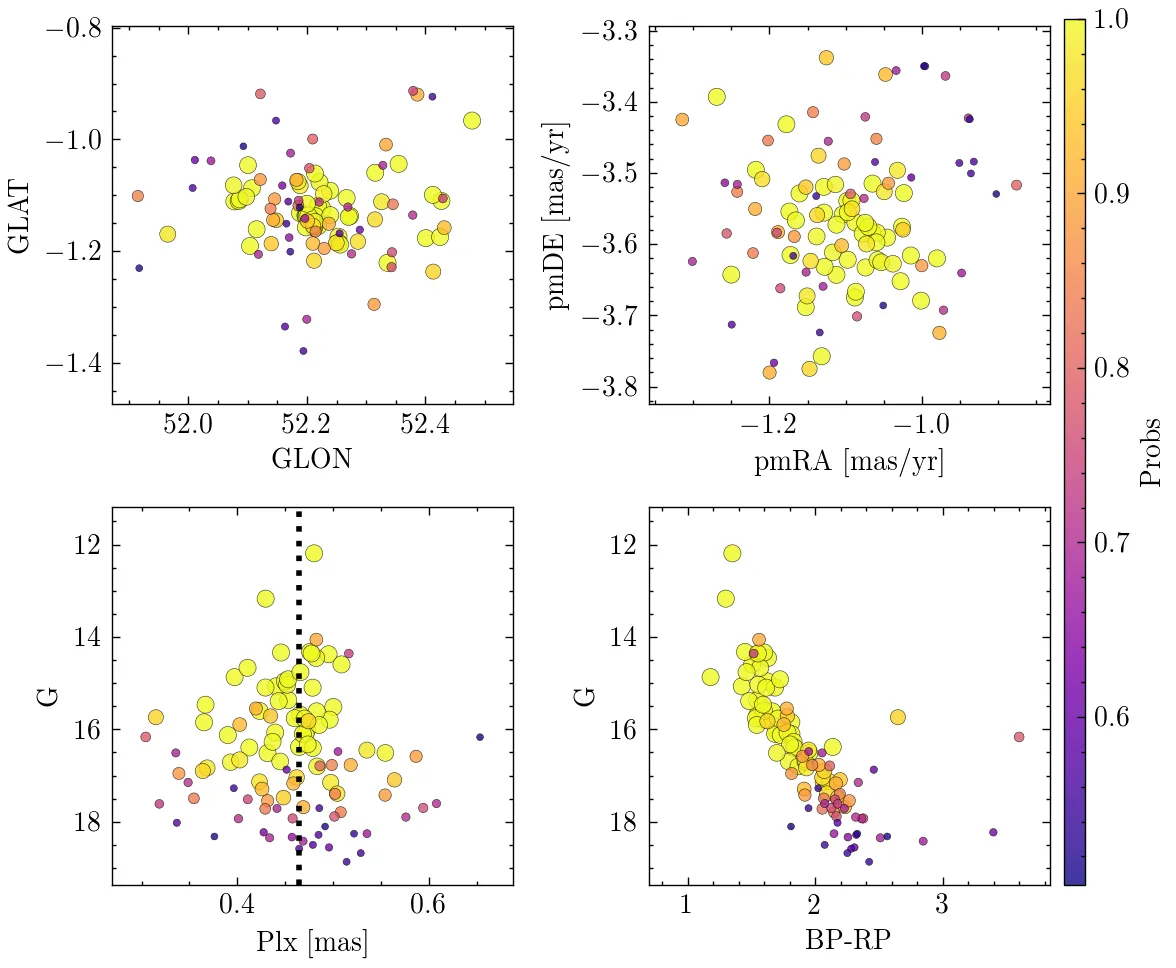 −0.8
−1.0
−1.2
−1.4
GLAT
52.0 52.2 52.4
GLON
−3.3
−3.4
−3.5
−3.6
−3.7
−3.8
pmDE [mas/yr]
−1.2 −1.0
pmRA [mas/yr]
12
14
16
18
G
0.4 0.6
Plx [mas]
12
14
16
18
G
1 2 3
BP-RP
1.0
0.9
0.8
0.7
0.6
Probs